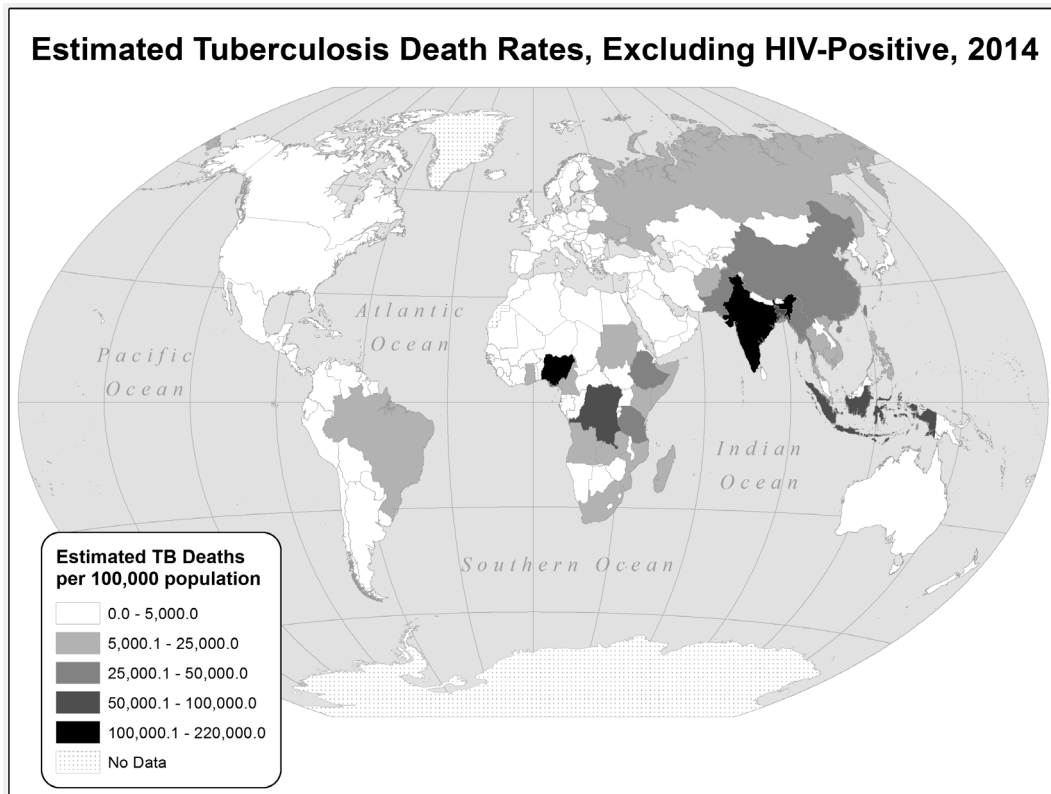 Estimated Tuberculosis Death Rates, Excluding HIV-Positive, 2014
Atlantic
Ocean
Pacific
Ocean
Indian
Ocean
Southern Ocean
Estimated TB Deaths
per 100,000 population
0.0 - 5,000.0
5,000.1 - 25,000.0
25,000.1 - 50,000.0
50,000.1 - 100,000.0
100,000.1 - 220,000.0
No Data